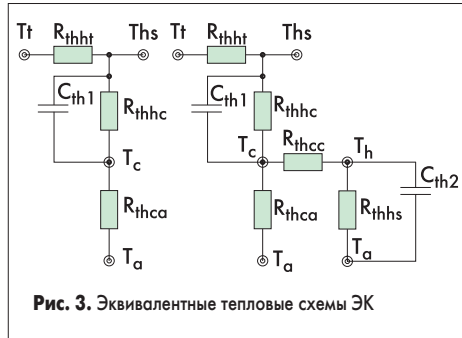 Tt Rthht Ths Tt Rthht Ths
Cth1 Rthhc Cth1 Rthhc
Tc Tc Rthcc Th
Cth2
Rthca Rthca Rthhs
Ta Ta Ta
Рис. 3. Эквивалентные тепловые схемы ЭК